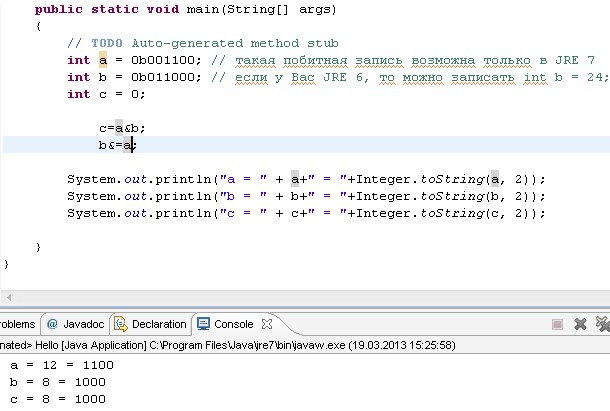 public static void main(String[] args)
{
// TODO Auto-generated method stub
int a = 0b001100; // такая побитная запись возможна только в JRE 7
int b = 0b011000; // если у Вас JRE 6, то можно записать int b = 24;
int c = 0;
c=a&b;
b&=a;
System.out.println("a = " + a+" = "+Integer.toString(a, 2));
System.out.println("b = " + b+" = "+Integer.toString(b, 2));
System.out.println("c = " + c+" = "+Integer.toString(c, 2));
}
}
roblems @ Javadoc Declaration Console
nated> Hello [Java Application] C:\Program Files\Java\jre7\bin\javaw.exe (19.03.2013 15:25:58)
a = 12 = 1100
b = 8 = 1000
c = 8 = 1000